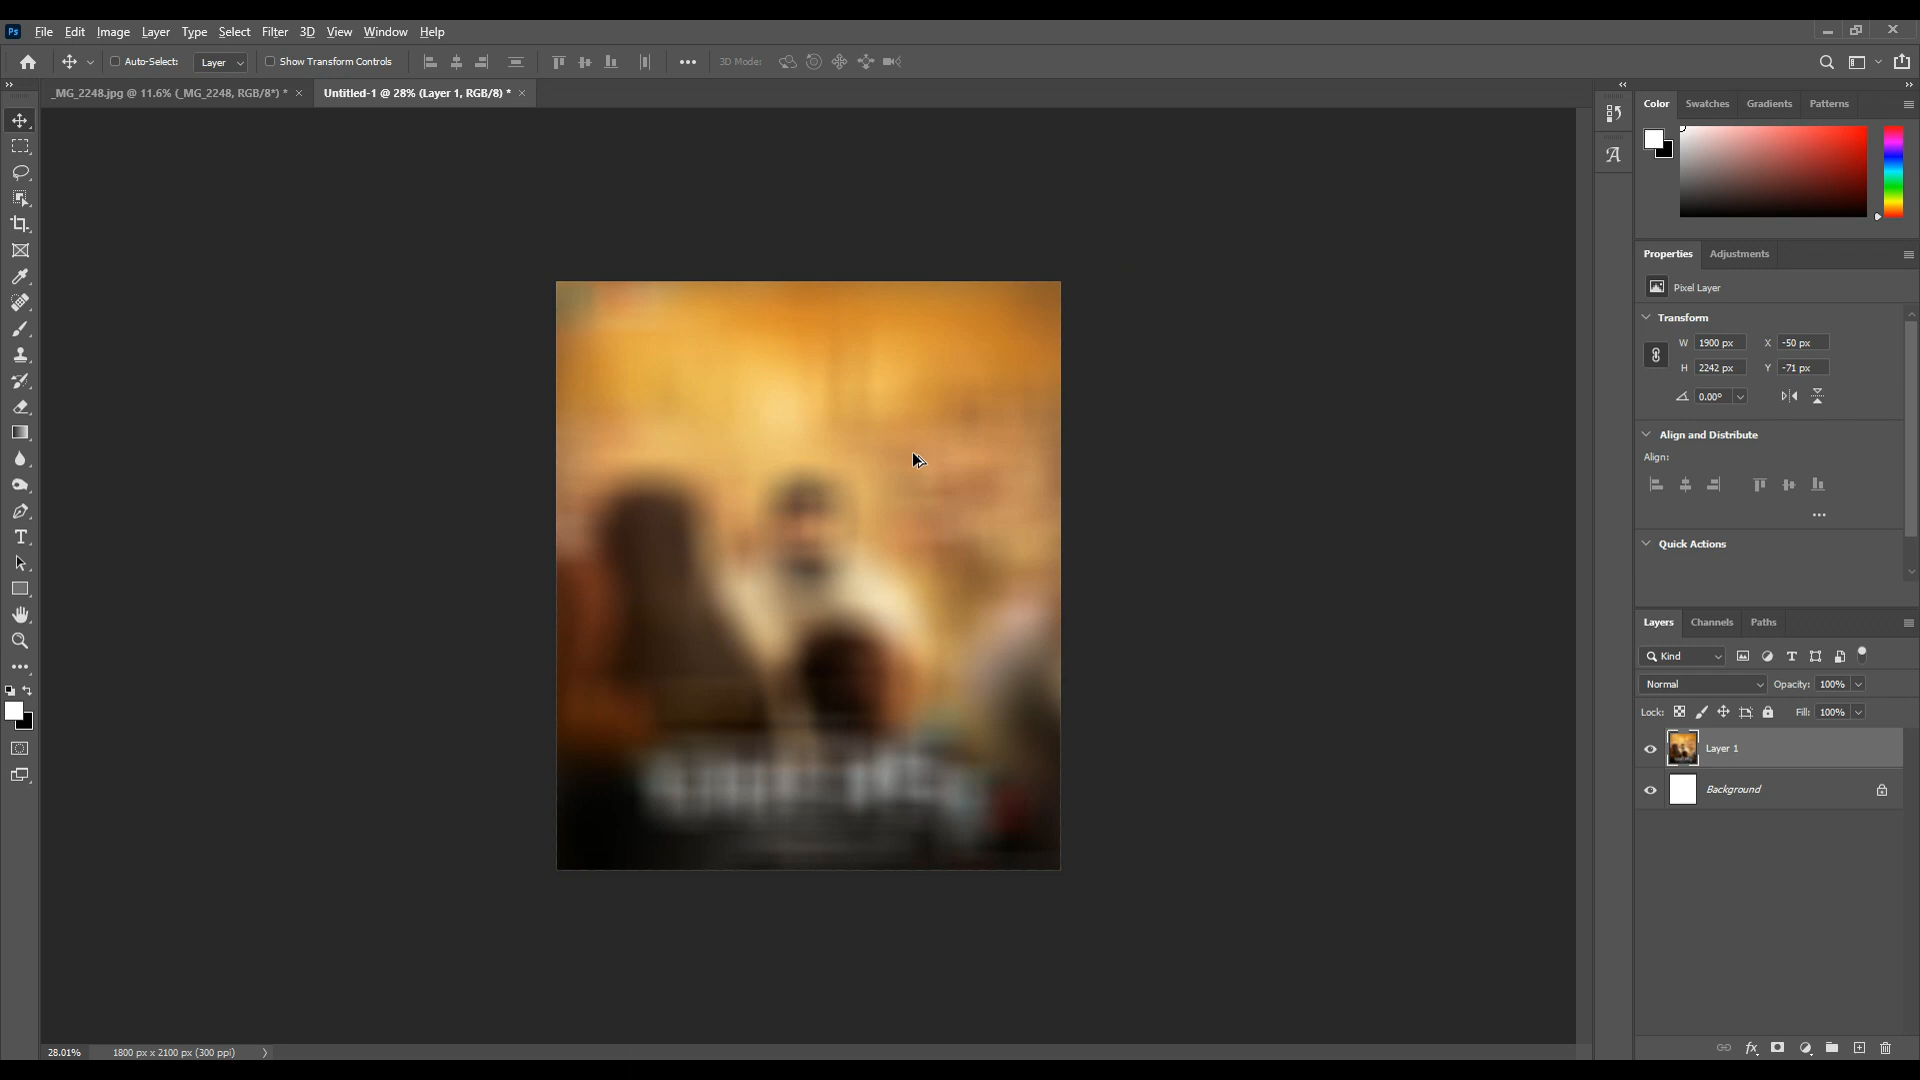 Ps File Edit Image Layer Type Select Filter 3D View Window Help
Auto-Select: Layer Show Transform Controls 3D Mode:
_MG_2248.jpg @ 11.6% (_MG_2248, RGB/8*) * × Untitled-1 @ 28% (Layer 1, RGB/8) * ×
Color Swatches Gradients Patterns
Properties Adjustments
Pixel Layer
Transform
W 1900 px X -50 px
H 2242 px Y -71 px
0.00°
Align and Distribute
Align:
Quick Actions
Layers Channels Paths
Kind
Normal Opacity: 100%
Lock: Fill: 100%
Layer 1
Background
28.01% 1800 px x 2100 px (300 ppi)